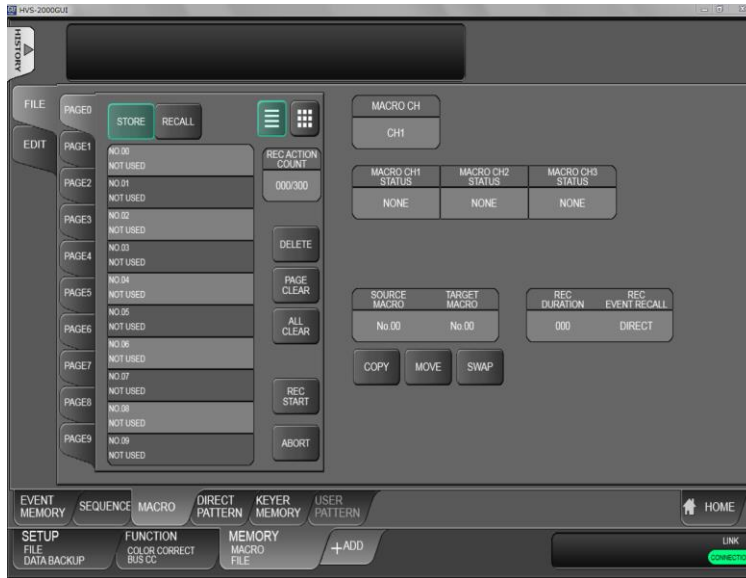 HVS-2000GUI
HISTORY
FILE
EDIT
PAGE0
PAGE1
PAGE2
PAGE3
PAGE4
PAGE5
PAGE6
PAGE7
PAGE8
PAGE9
STORE
RECALL
NO.00
NOT USED
NO.01
NOT USED
NO.02
NOT USED
NO.03
NOT USED
NO.04
NOT USED
NO.05
NOT USED
NO.06
NOT USED
NO.07
NOT USED
NO.08
NOT USED
NO.09
NOT USED
REC ACTION
COUNT
000/300
DELETE
PAGE
CLEAR
ALL
CLEAR
REC
START
ABORT
MACRO CH
CH1
MACRO CH1
STATUS
NONE
MACRO CH2
STATUS
NONE
MACRO CH3
STATUS
NONE
SOURCE
MACRO
No.00
TARGET
MACRO
No.00
REC
DURATION
000
REC
EVENT RECALL
DIRECT
COPY
MOVE
SWAP
EVENT
MEMORY
SEQUENCE
MACRO
DIRECT
PATTERN
KEYER
MEMORY
USER
PATTERN
HOME
SETUP
FILE
DATA BACKUP
FUNCTION
COLOR CORRECT
BUS CC
MEMORY
MACRO
FILE
+ADD
LINK